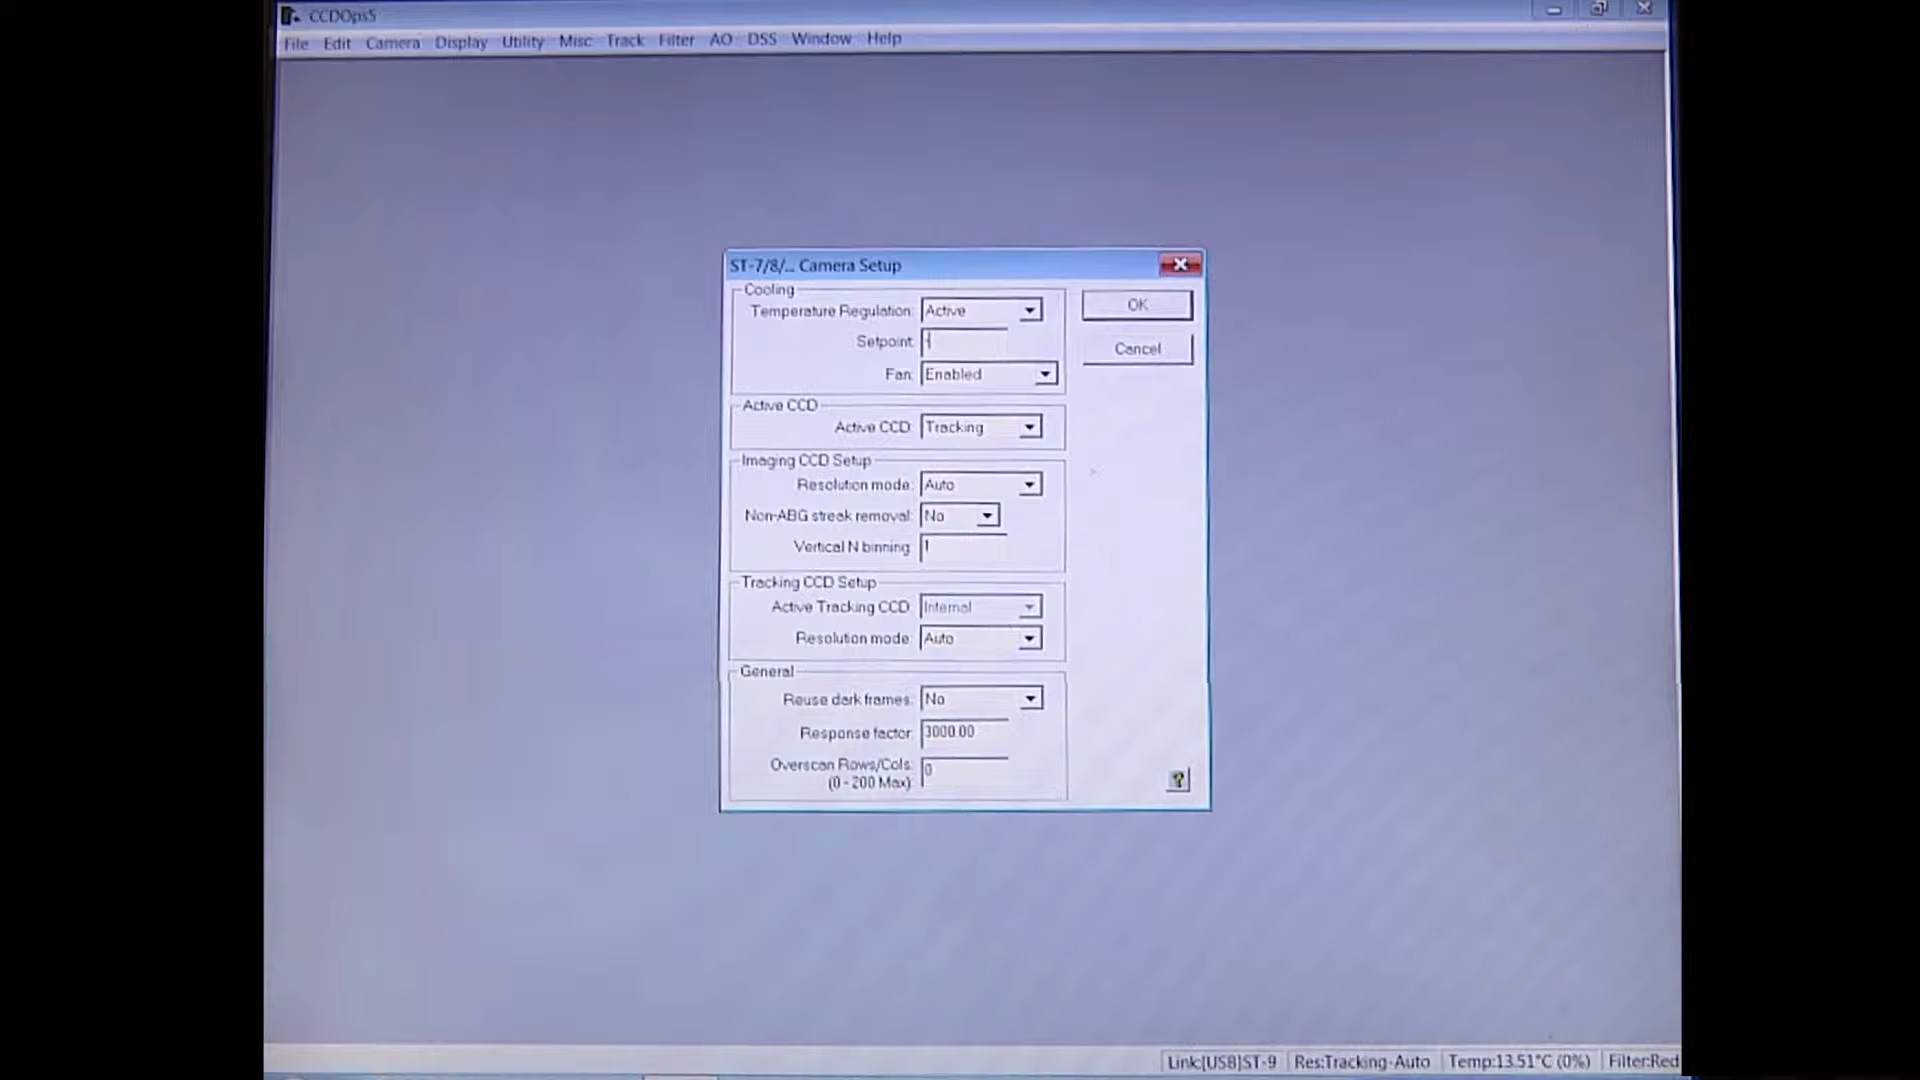 CCDOps5
File Edit Camera Display Utility Misc Track Filter AO DSS Window Help
ST-7/8/... Camera Setup
Cooling
Temperature Regulation: Active
Setpoint:
Fan: Enabled
OK
Cancel
Active CCD
Active CCD: Tracking
Imaging CCD Setup
Resolution mode: Auto
Non-ABG streak removal: No
Vertical N binning: 1
Tracking CCD Setup
Active Tracking CCD: Internal
Resolution mode: Auto
General
Reuse dark frames: No
Response factor: 3000.00
Overscan Rows/Cols: 0
(0 - 200 Max)
?
Link:[USB]ST-9 Res:Tracking-Auto Temp:13.51°C (0%) Filter:Red